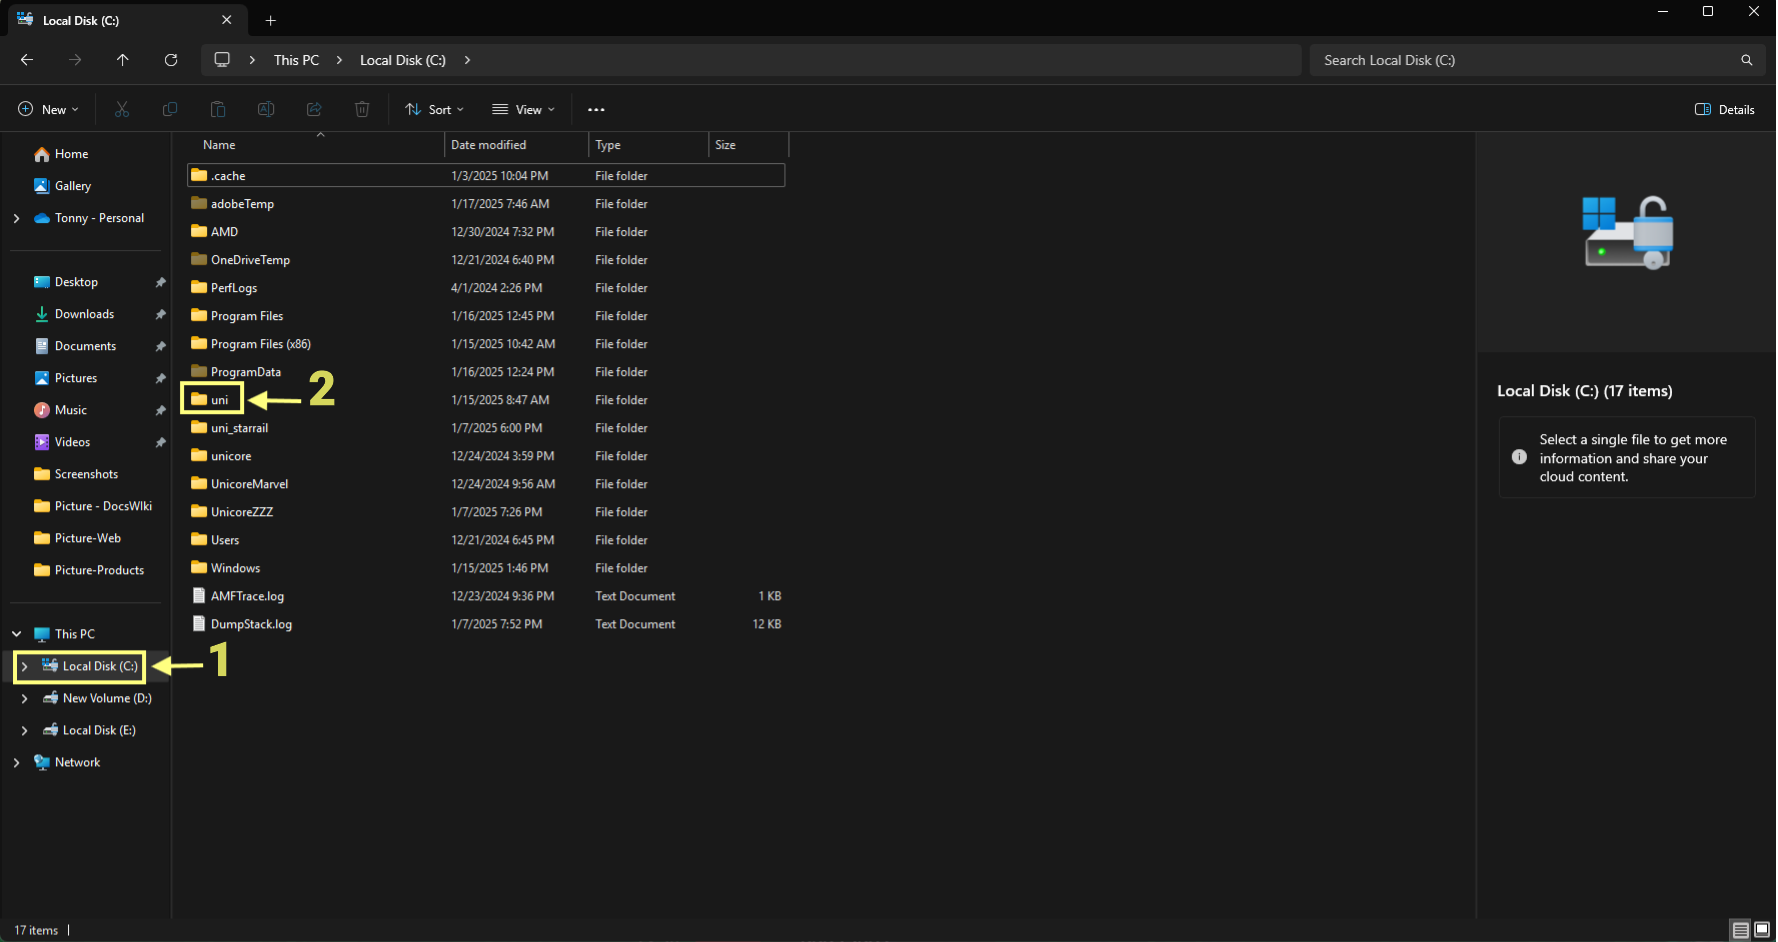 Local Disk (C:)
This PC > Local Disk (C:) >
Search Local Disk (C:)
New
Sort
View
Details
Home
Gallery
Tonny - Personal
Desktop
Downloads
Documents
Pictures
Music
Videos
Screenshots
Picture - DocsWIki
Picture-Web
Picture-Products
This PC
Local Disk (C:)
1
New Volume (D:)
Local Disk (E:)
Network
Name Date modified Type Size
.cache 1/3/2025 10:04 PM File folder
adobeTemp 1/17/2025 7:46 AM File folder
AMD 12/30/2024 7:32 PM File folder
OneDriveTemp 12/21/2024 6:40 PM File folder
PerfLogs 4/1/2024 2:26 PM File folder
Program Files 1/16/2025 12:45 PM File folder
Program Files (x86) 1/15/2025 10:42 AM File folder
ProgramData 1/16/2025 12:24 PM File folder
uni 2 1/15/2025 8:47 AM File folder
uni_starrail 1/7/2025 6:00 PM File folder
unicore 12/24/2024 3:59 PM File folder
UnicoreMarvel 12/24/2024 9:56 AM File folder
UnicoreZZZ 1/7/2025 7:26 PM File folder
Users 12/21/2024 6:45 PM File folder
Windows 1/15/2025 1:46 PM File folder
AMFTrace.log 12/23/2024 9:36 PM Text Document 1 KB
DumpStack.log 1/7/2025 7:52 PM Text Document 12 KB
Local Disk (C:) (17 items)
Select a single file to get more
information and share your
cloud content.
17 items